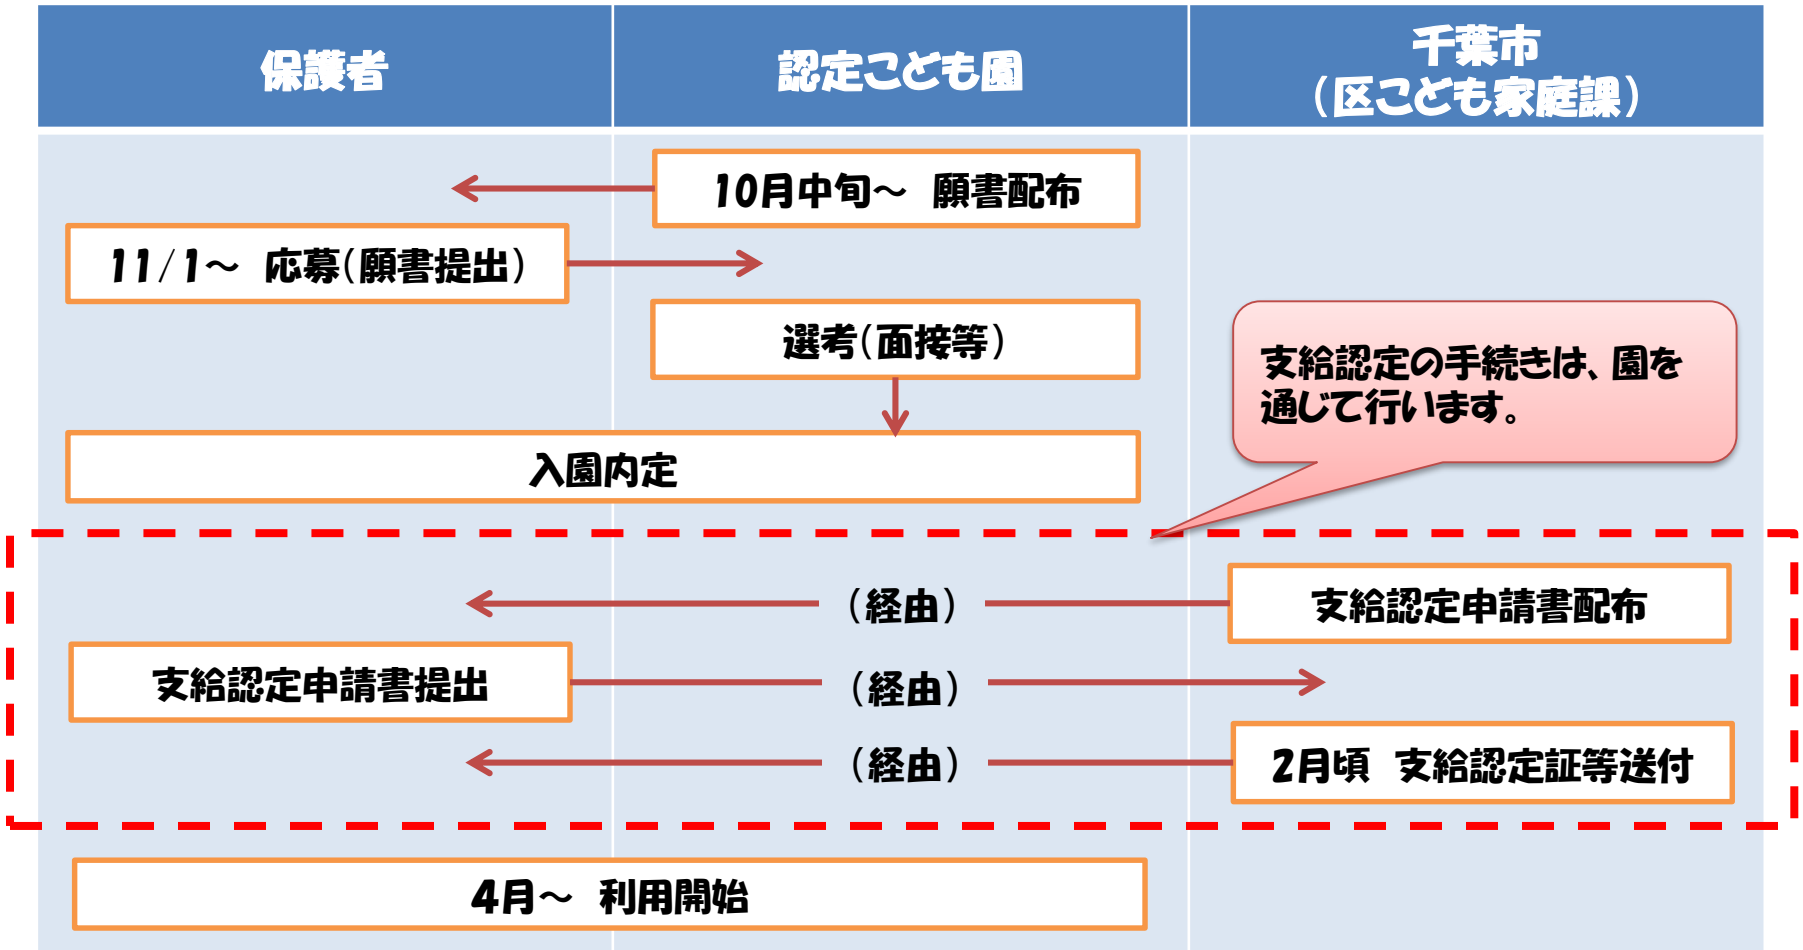 保護者
認定こども園
千葉市
（区こども家庭課）
10月中旬～　願書配布
11/1～　応募（願書提出）
選考（面接等）
支給認定の手続きは、園を
通じて行います。
入園内定
（経由）
支給認定申請書配布
支給認定申請書提出
（経由）
（経由）
2月頃　支給認定証等送付
4月～　利用開始